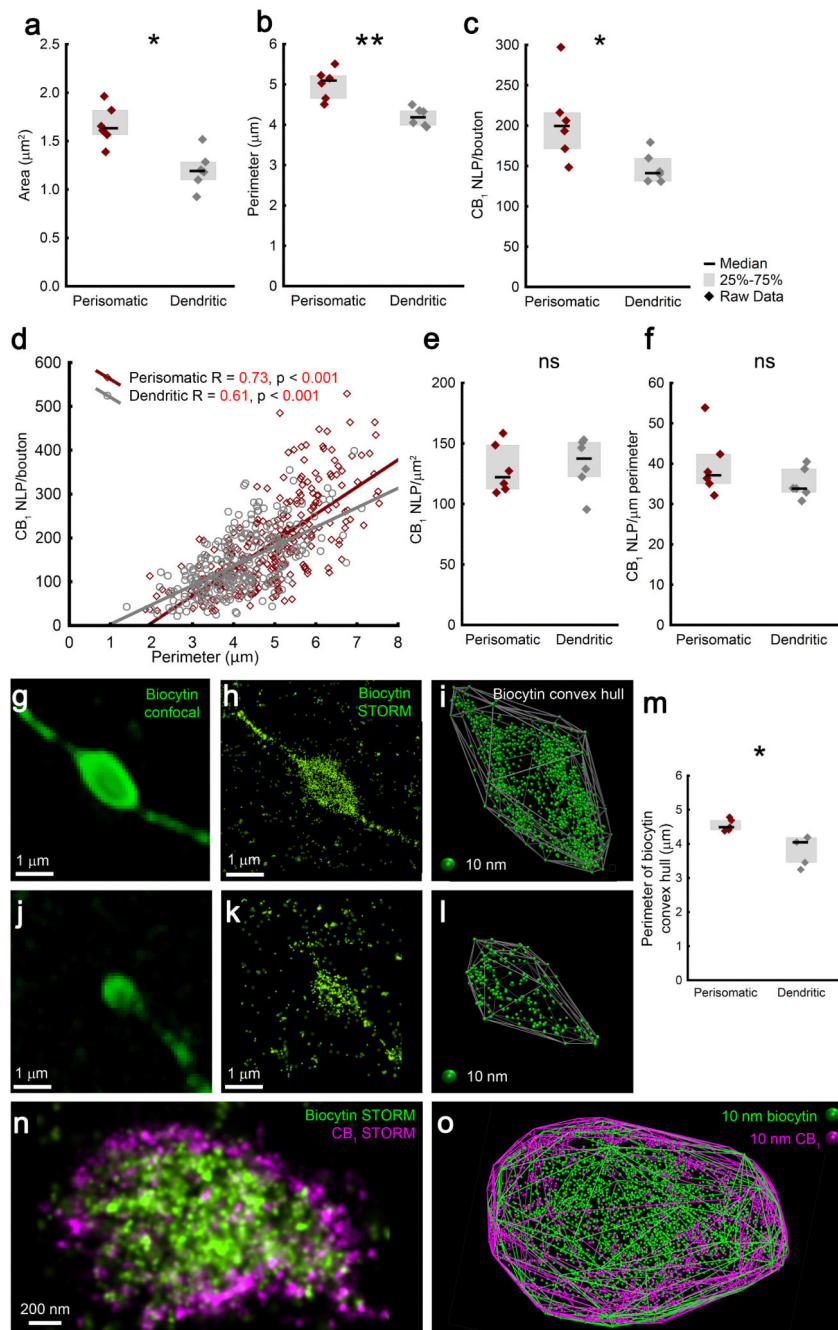 a
*
Area (μm²)
2.5
2.0
1.5
1.0
0.5
0.0
Perisomatic
Dendritic
b
**
Perimeter (μm)
6
5
4
3
2
1
0
Perisomatic
Dendritic
c
*
CB₁ NLP/bouton
300
250
200
150
100
50
0
Perisomatic
Dendritic
Median
25%-75%
Raw Data
d
CB₁ NLP/bouton
600
500
400
300
200
100
0
Perisomatic R = 0.73, p < 0.001
Dendritic R = 0.61, p < 0.001
0 1 2 3 4 5 6 7 8
Perimeter (μm)
e
ns
CB₁ NLP/μm²
200
150
100
50
0
Perisomatic
Dendritic
f
ns
CB₁ NLP/μm perimeter
60
50
40
30
20
10
0
Perisomatic
Dendritic
g
Biocytin
confocal
1 μm
h
Biocytin
STORM
1 μm
i
Biocytin convex hull
10 nm
j
1 μm
k
1 μm
l
10 nm
m
*
Perimeter of biocytin
convex hull (μm)
6
5
4
3
2
1
0
Perisomatic
Dendritic
n
Biocytin STORM
CB₁ STORM
200 nm
o
10 nm biocytin
10 nm CB₁